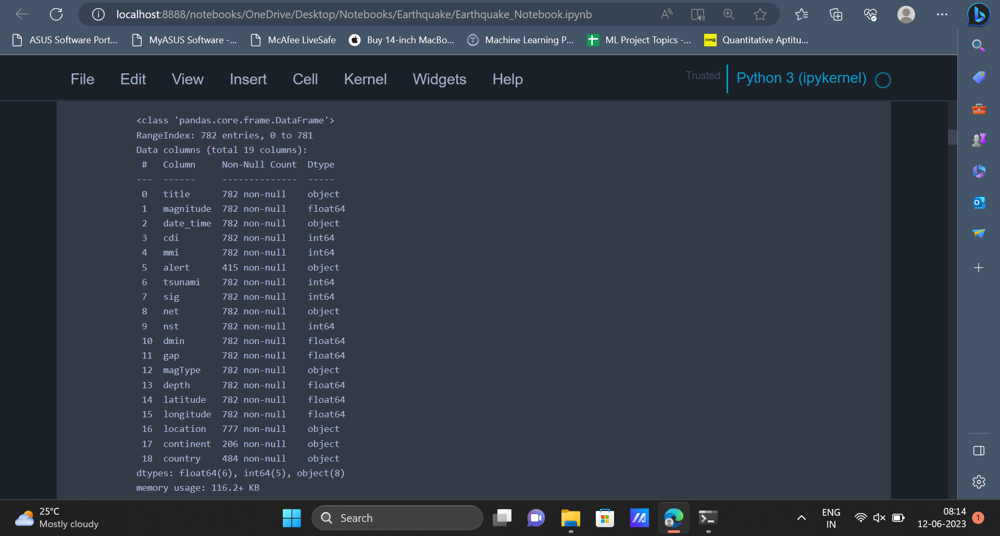 localhost:8888/notebooks/OneDrive/Desktop/Notebooks/Earthquake/Earthquake_Notebook.ipynb
ASUS Software Port... MyASUS Software -... McAfee LiveSafe Buy 14-inch MacBo... Machine Learning P... ML Project Topics -... Quantitative Aptitu...
File Edit View Insert Cell Kernel Widgets Help Trusted Python 3 (ipykernel)
<class 'pandas.core.frame.DataFrame'>
RangeIndex: 782 entries, 0 to 781
Data columns (total 19 columns):
# Column Non-Null Count Dtype
--- ------ -------------- -----
0 title 782 non-null object
1 magnitude 782 non-null float64
2 date_time 782 non-null object
3 cdi 782 non-null int64
4 mmi 782 non-null int64
5 alert 415 non-null object
6 tsunami 782 non-null int64
7 sig 782 non-null int64
8 net 782 non-null object
9 nst 782 non-null int64
10 dmin 782 non-null float64
11 gap 782 non-null float64
12 magType 782 non-null object
13 depth 782 non-null float64
14 latitude 782 non-null float64
15 longitude 782 non-null float64
16 location 777 non-null object
17 continent 206 non-null object
18 country 484 non-null object
dtypes: float64(6), int64(5), object(8)
memory usage: 116.2+ KB
25°C
Mostly cloudy
Search
ENG
IN
08:14
12-06-2023
1